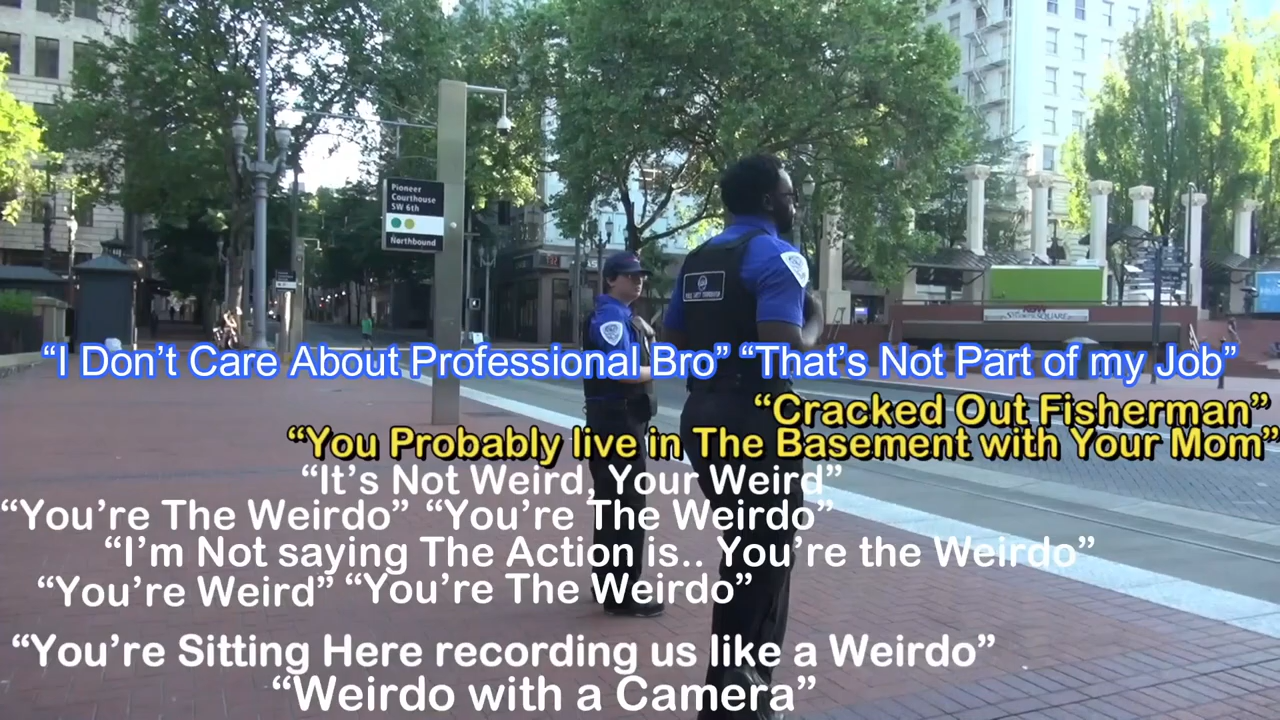 Pioneer
Courthouse
SW 6th
Northbound
“I Don’t Care About Professional Bro” “That’s Not Part of my Job”
“Cracked Out Fisherman”
“You Probably live in The Basement with Your Mom”
“It’s Not Weird, Your Weird”
“You’re The Weirdo” “You’re The Weirdo”
“I’m Not saying The Action is.. You’re the Weirdo”
“You’re Weird” “You’re The Weirdo”
“You’re Sitting Here recording us like a Weirdo”
“Weirdo with a Camera”